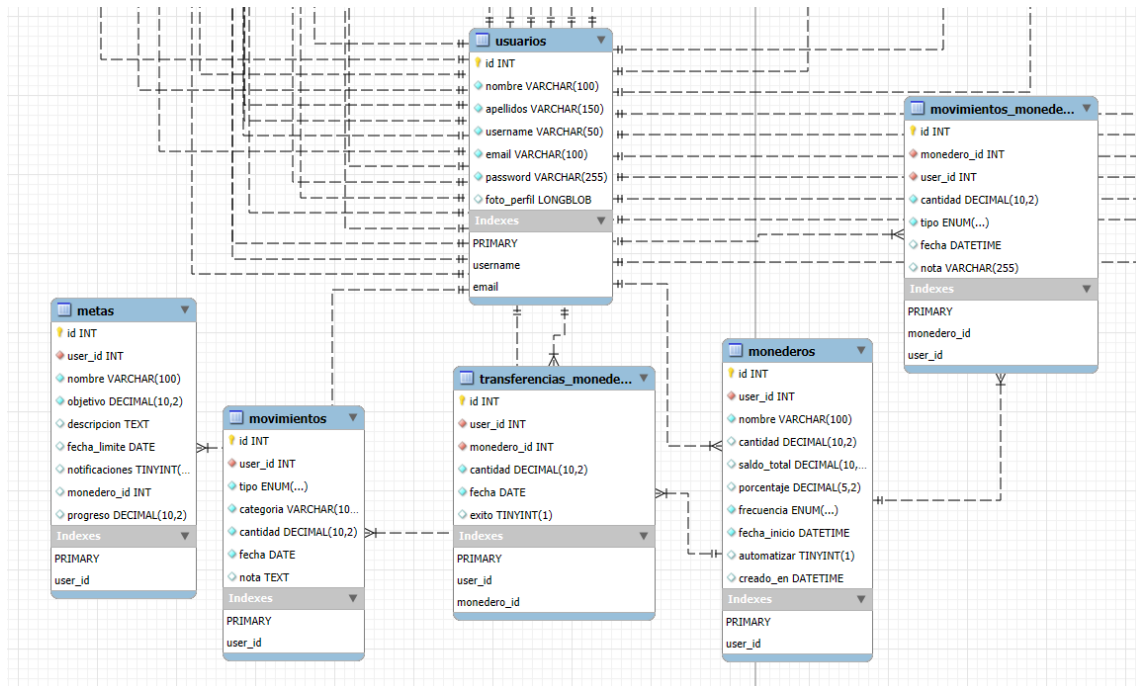 usuarios
id INT
nombre VARCHAR(100)
apellidos VARCHAR(150)
username VARCHAR(50)
email VARCHAR(100)
password VARCHAR(255)
foto_perfil LONGBLOB
Indexes
PRIMARY
username
email
movimientos_monede...
id INT
monedero_id INT
user_id INT
cantidad DECIMAL(10,2)
tipo ENUM(...)
fecha DATETIME
nota VARCHAR(255)
Indexes
PRIMARY
monedero_id
user_id
metas
id INT
user_id INT
nombre VARCHAR(100)
objetivo DECIMAL(10,2)
descripcion TEXT
fecha_limite DATE
notificaciones TINYINT(...
monedero_id INT
progreso DECIMAL(10,2)
Indexes
PRIMARY
user_id
movimientos
id INT
user_id INT
tipo ENUM(...)
categoria VARCHAR(10...
cantidad DECIMAL(10,2)
fecha DATE
nota TEXT
Indexes
PRIMARY
user_id
transferencias_monede...
id INT
user_id INT
monedero_id INT
cantidad DECIMAL(10,2)
fecha DATE
exito TINYINT(1)
Indexes
PRIMARY
user_id
monedero_id
monederos
id INT
user_id INT
nombre VARCHAR(100)
cantidad DECIMAL(10,2)
saldo_total DECIMAL(10,...
porcentaje DECIMAL(5,2)
frecuencia ENUM(...)
fecha_inicio DATETIME
automatizar TINYINT(1)
creado_en DATETIME
Indexes
PRIMARY
user_id